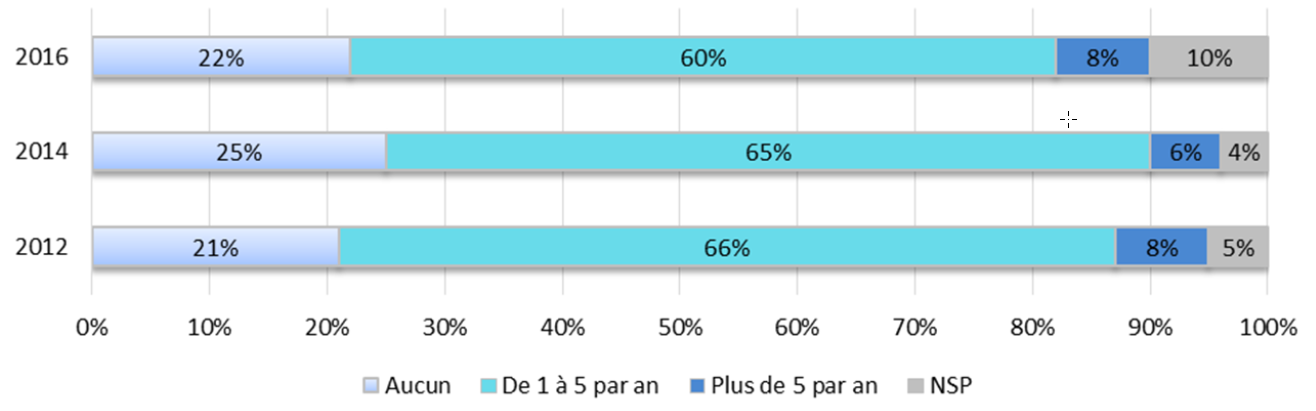 2016 22% 60% 8% 10%
2014 25% 65% 6% 4%
2012 21% 66% 8% 5%
0% 10% 20% 30% 40% 50% 60% 70% 80% 90% 100%
Aucun De 1 à 5 par an Plus de 5 par an NSP